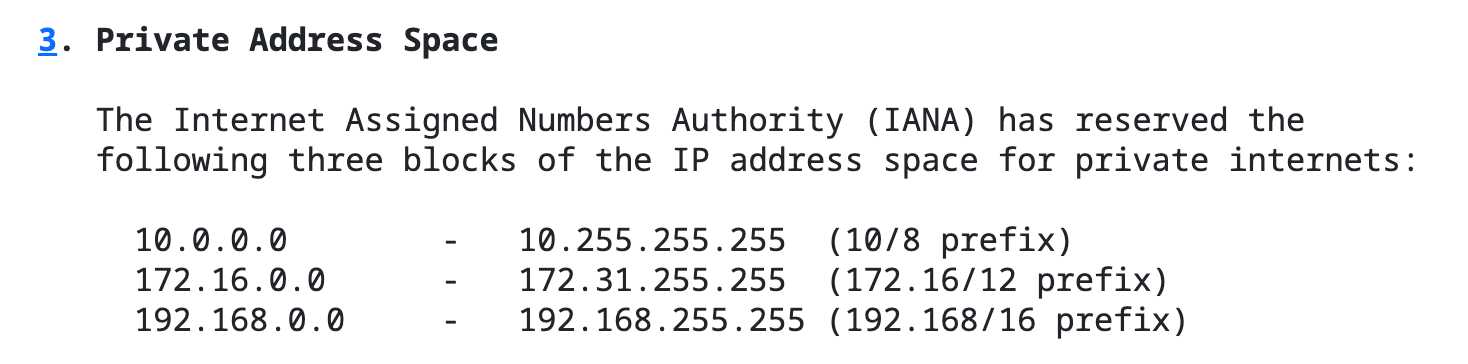 3. Private Address Space
The Internet Assigned Numbers Authority (IANA) has reserved the
following three blocks of the IP address space for private internets:
10.0.0.0        -   10.255.255.255  (10/8 prefix)
172.16.0.0      -   172.31.255.255  (172.16/12 prefix)
192.168.0.0     -   192.168.255.255 (192.168/16 prefix)